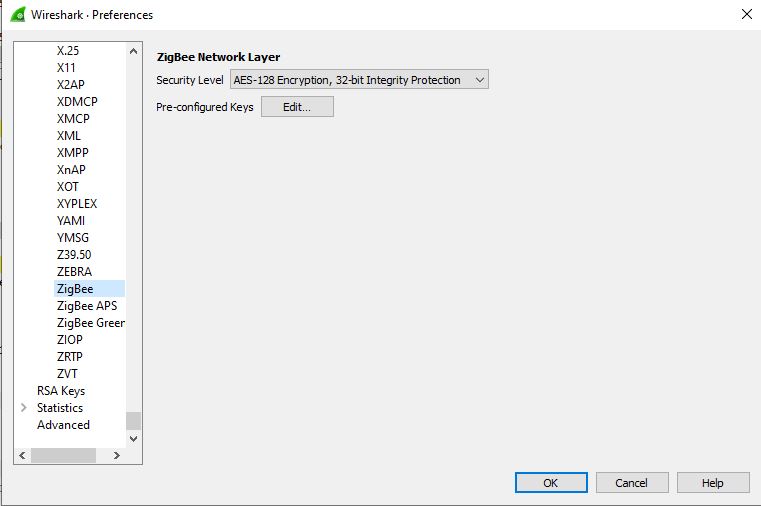 Wireshark · Preferences
X.25
X11
X2AP
XDMCP
XMCP
XML
XMPP
XnAP
XOT
XYPLEX
YAMI
YMSG
Z39.50
ZEBRA
ZigBee
ZigBee APS
ZigBee Green
ZIOP
ZRTP
ZVT
RSA Keys
Statistics
Advanced
ZigBee Network Layer
Security Level AES-128 Encryption, 32-bit Integrity Protection
Pre-configured Keys Edit...
OK Cancel Help